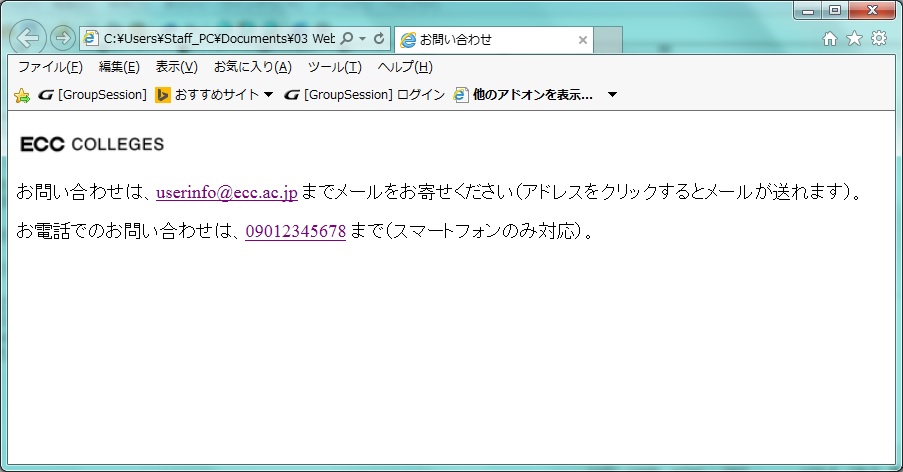 C:¥Users¥Staff_PC¥Documents¥03 Web
お問い合わせ
ファイル(F) 編集(E) 表示(V) お気に入り(A) ツール(T) ヘルプ(H)
[GroupSession] おすすめサイト [GroupSession] ログイン 他のアドオンを表示...
ECC COLLEGES
お問い合わせは、userinfo@ecc.ac.jp までメールをお寄せください（アドレスをクリックするとメールが送れます）。
お電話でのお問い合わせは、09012345678 まで（スマートフォンのみ対応）。